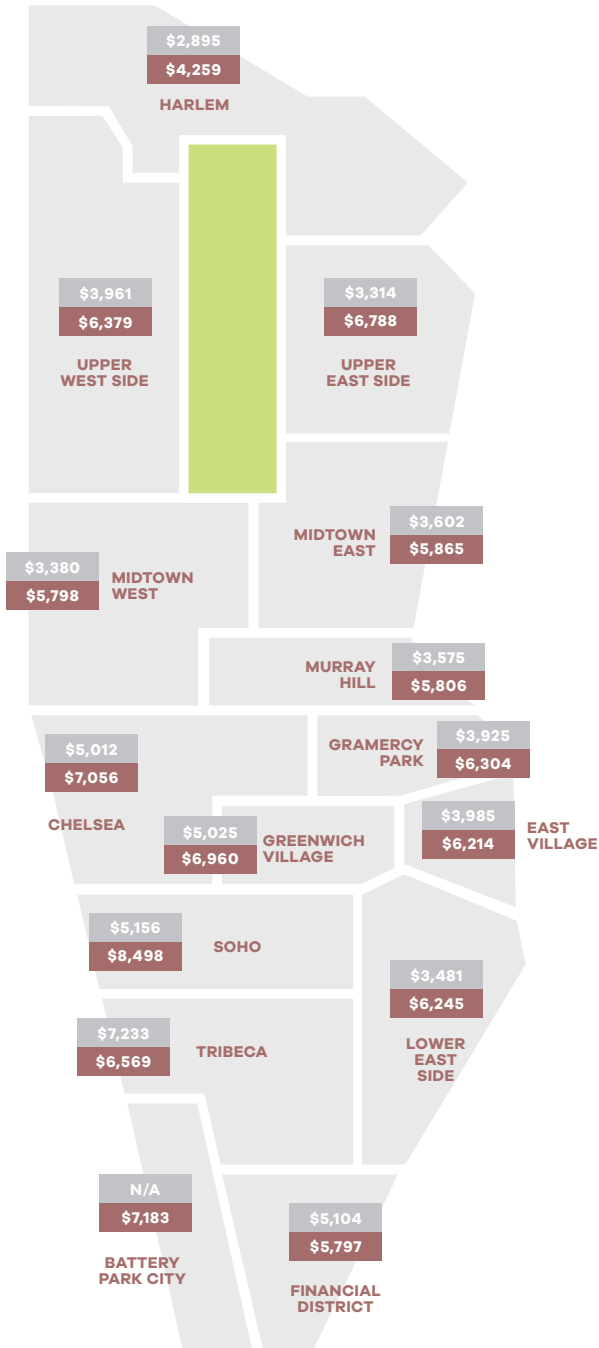 $2,895
$4,259
HARLEM
$3,961
$6,379
UPPER
WEST SIDE
$3,314
$6,788
UPPER
EAST SIDE
MIDTOWN
EAST
$3,602
$5,865
$3,380
$5,798
MIDTOWN
WEST
MURRAY
HILL
$3,575
$5,806
GRAMERCY
PARK
$3,925
$6,304
$5,012
$7,056
CHELSEA
$5,025
$6,960
GREENWICH
VILLAGE
$3,985
$6,214
EAST
VILLAGE
$5,156
$8,498
SOHO
$3,481
$6,245
LOWER
EAST
SIDE
$7,233
$6,569
TRIBECA
N/A
$7,183
BATTERY
PARK CITY
$5,104
$5,797
FINANCIAL
DISTRICT